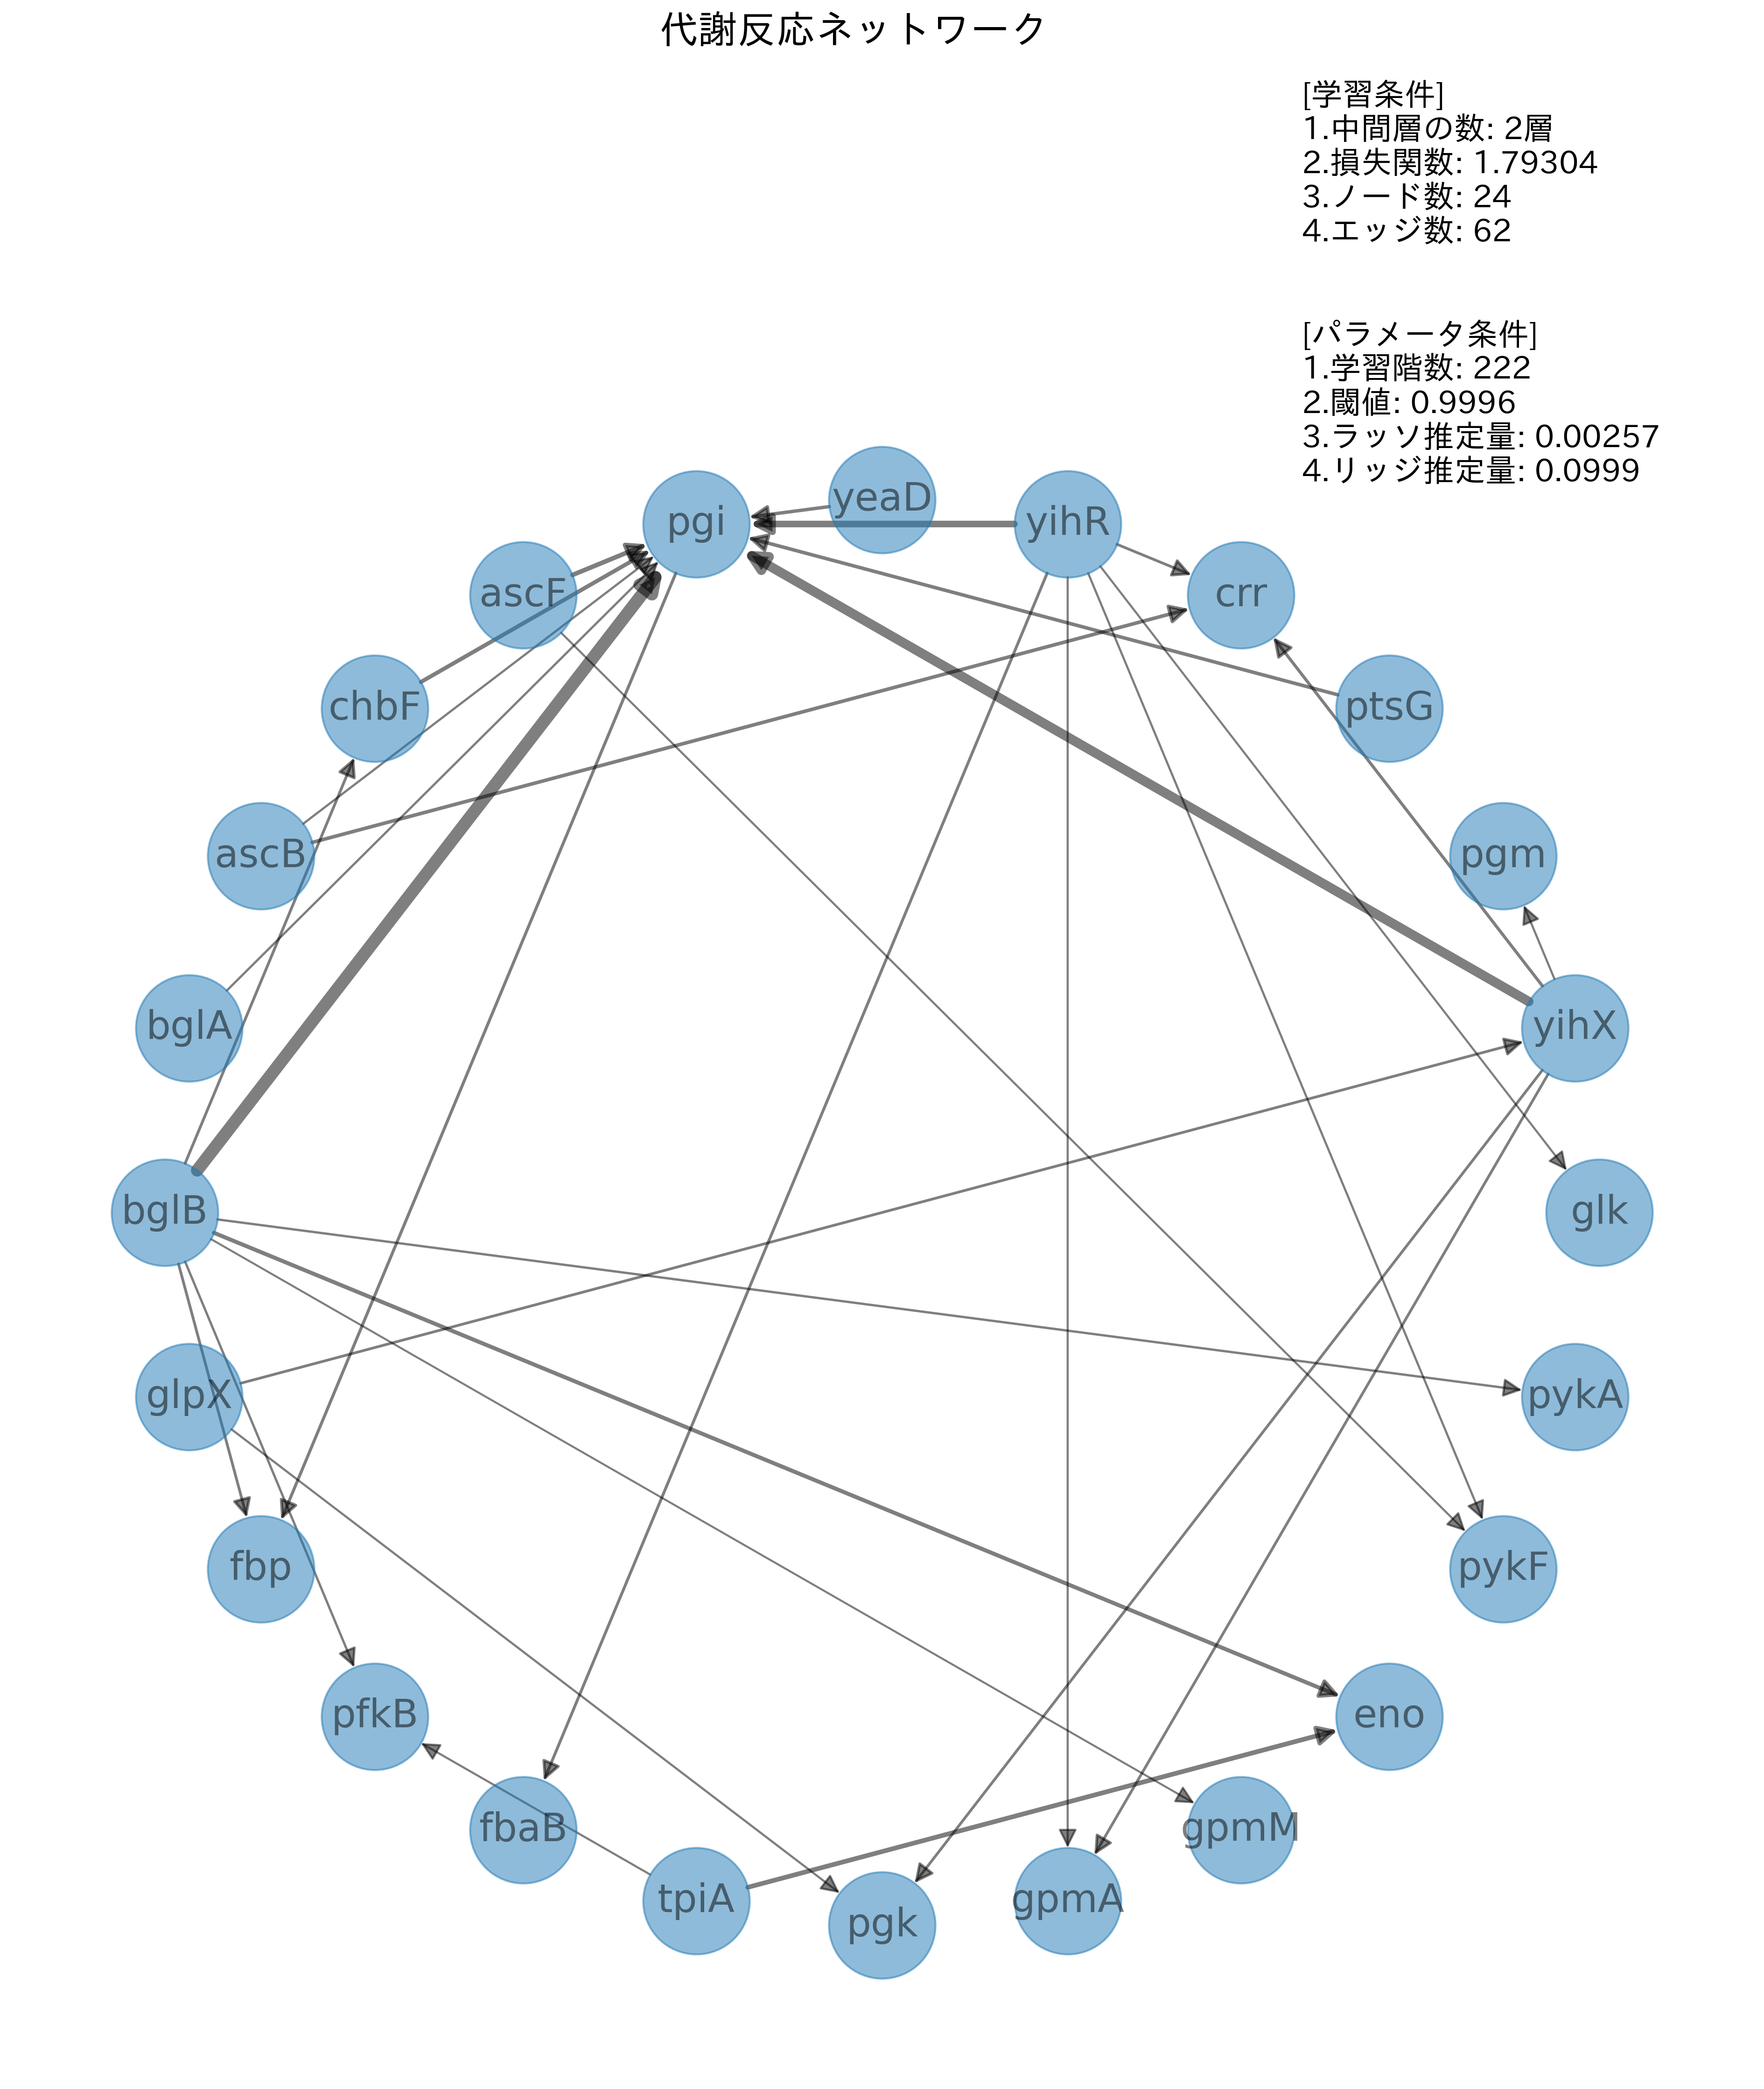 代謝反応ネットワーク
[学習条件]
1.中間層の数: 2層
2.損失関数: 1.79304
3.ノード数: 24
4.エッジ数: 62
[パラメータ条件]
1.学習階数: 222
2.閾値: 0.9996
3.ラッソ推定量: 0.00257
4.リッジ推定量: 0.0999
yeaD
pgi
yihR
ascF
crr
chbF
ptsG
ascB
pgm
bglA
yihX
bglB
glk
glpX
pykA
fbp
pykF
pfkB
eno
fbaB
gpmM
tpiA
gpmA
pgk